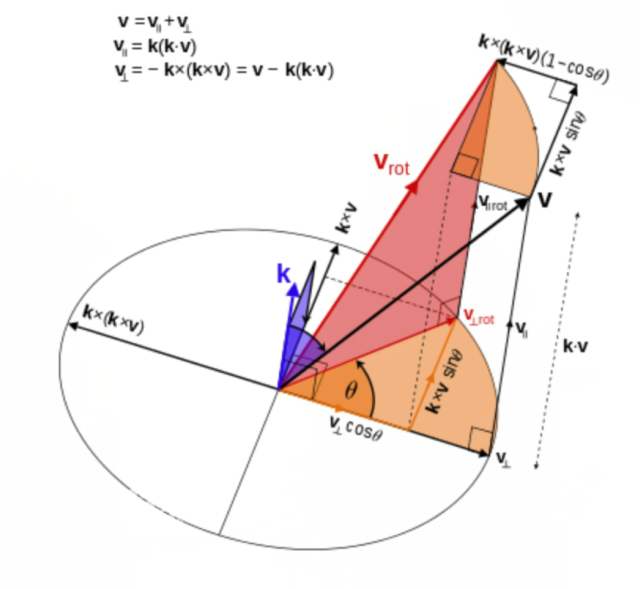 v = v∥ + v⊥
v∥ = k(k·v)
v⊥ = − k×(k×v) = v − k(k·v)
k×(k×v)(1−cosθ)
k×v sinθ
v
v_rot
v∥rot
k×v
k
k×(k×v)
v⊥rot
v∥
k·v
θ
k×v sinθ
v⊥ cosθ
v⊥